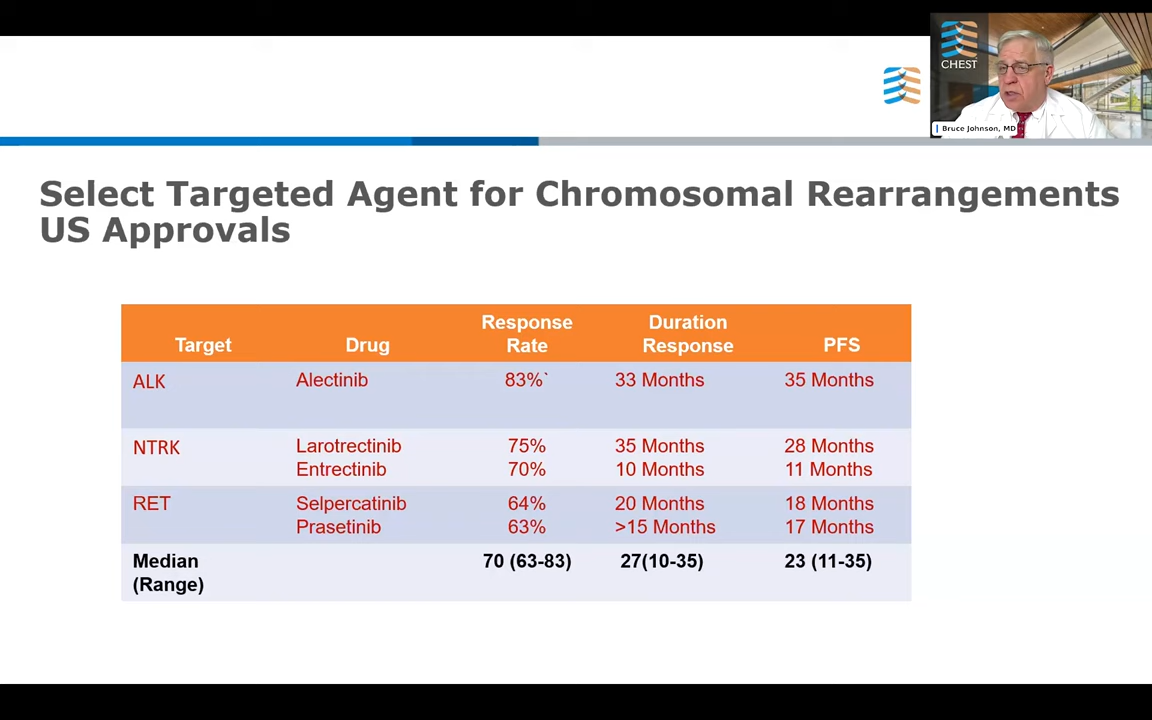 CHEST
Bruce Johnson, MD
Select Targeted Agent for Chromosomal Rearrangements
US Approvals
Target Drug Response Rate Duration Response PFS
ALK Alectinib 83%` 33 Months 35 Months
NTRK Larotrectinib 75% 35 Months 28 Months
Entrectinib 70% 10 Months 11 Months
RET Selpercatinib 64% 20 Months 18 Months
Prasetinib 63% >15 Months 17 Months
Median 70 (63-83) 27(10-35) 23 (11-35)
(Range)